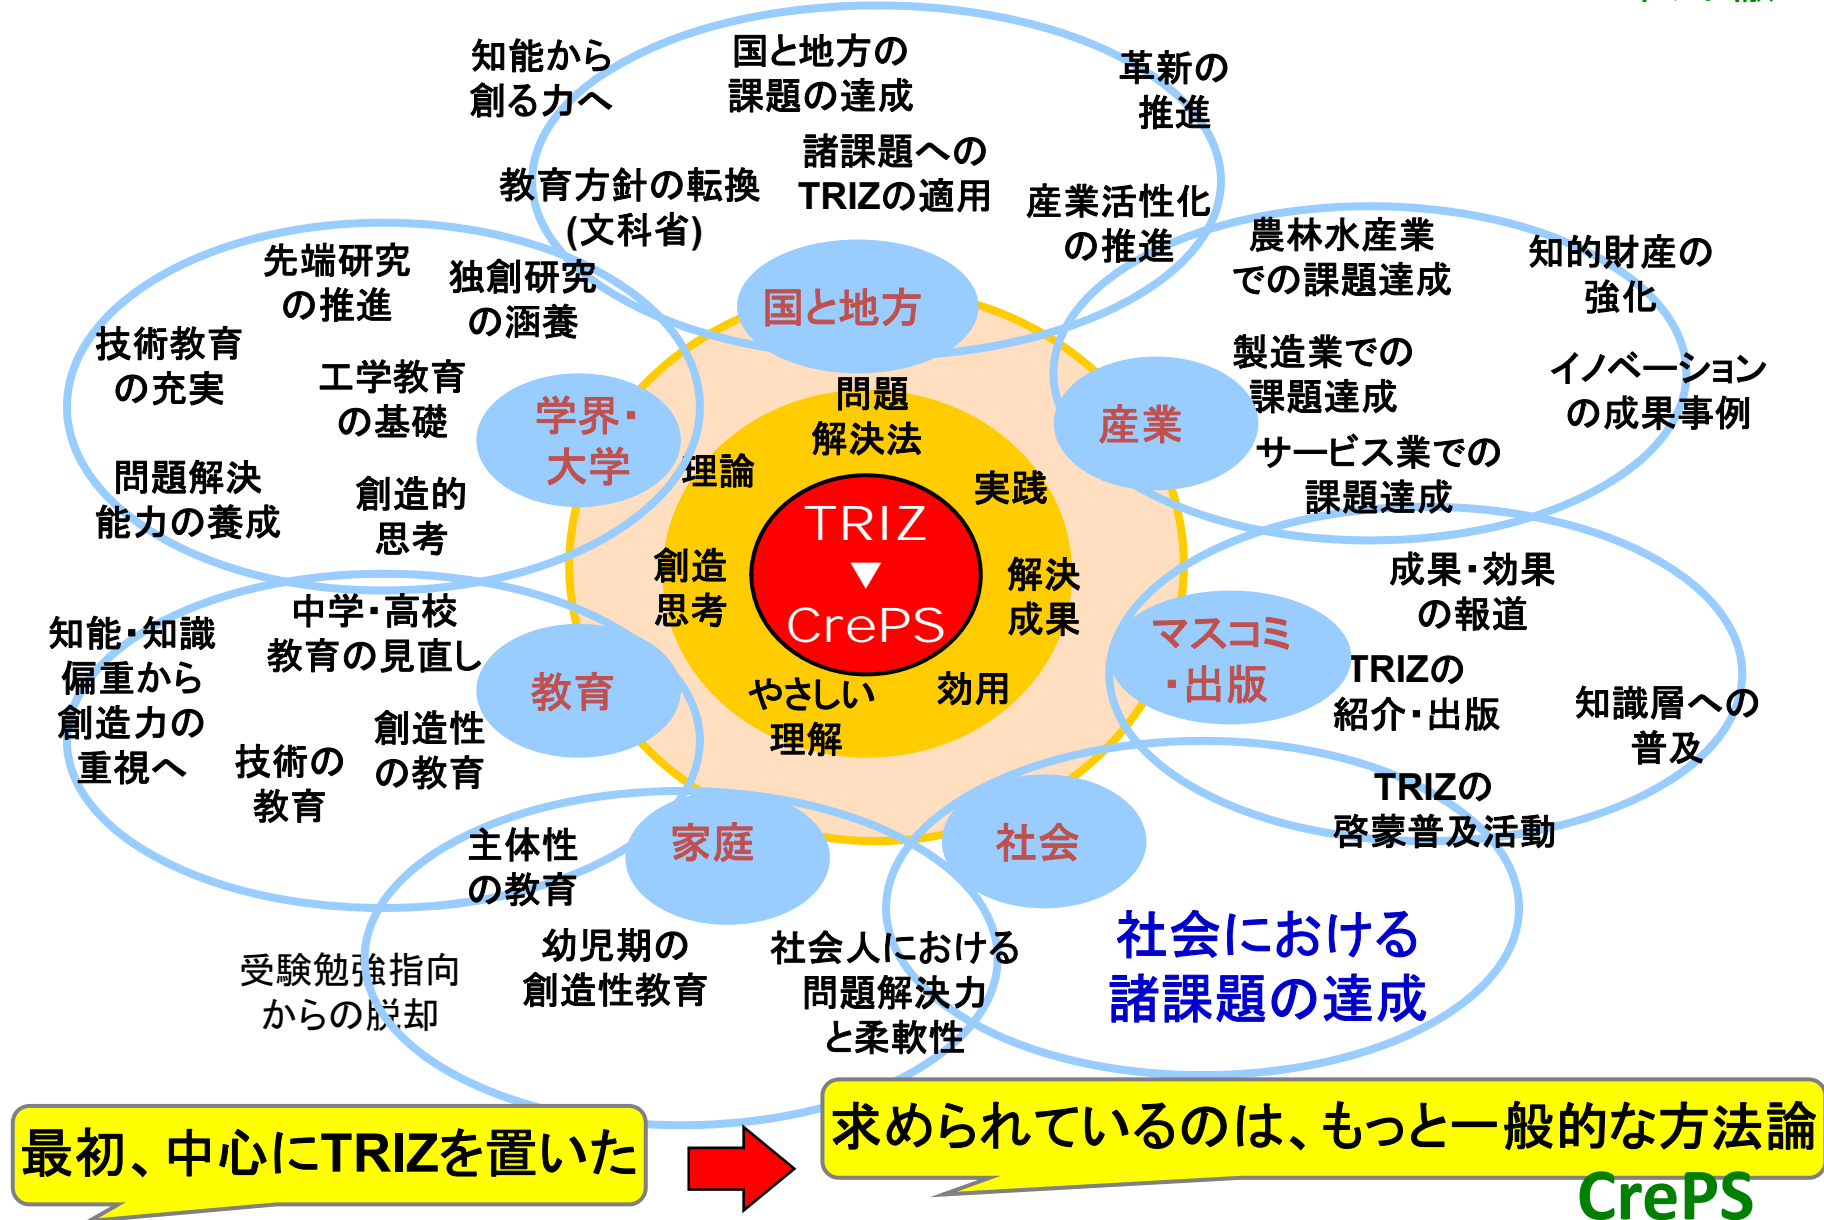 知能から
創る力へ
国と地方の
課題の達成
革新の
推進
諸課題への
TRIZの適用
教育方針の転換
(文科省)
産業活性化
の推進
国と地方
先端研究
の推進
独創研究
の涵養
技術教育
の充実
工学教育
の基礎
学界・
大学
問題解決
能力の養成
創造的
思考
農林水産業
での課題達成
知的財産の
強化
製造業での
課題達成
イノベーション
の成果事例
産業
サービス業での
課題達成
問題
解決法
理論
実践
創造
思考
TRIZ
▼
CrePS
解決
成果
やさしい
理解
効用
成果・効果
の報道
マスコミ
・出版
TRIZの
紹介・出版
知識層への
普及
TRIZの
啓蒙普及活動
中学・高校
教育の見直し
知能・知識
偏重から
創造力の
重視へ
教育
創造性
の教育
技術の
教育
家庭
主体性
の教育
幼児期の
創造性教育
受験勉強指向
からの脱却
社会人における
問題解決力
と柔軟性
社会
社会における
諸課題の達成
最初、中心にTRIZを置いた
求められているのは、もっと一般的な方法論
CrePS